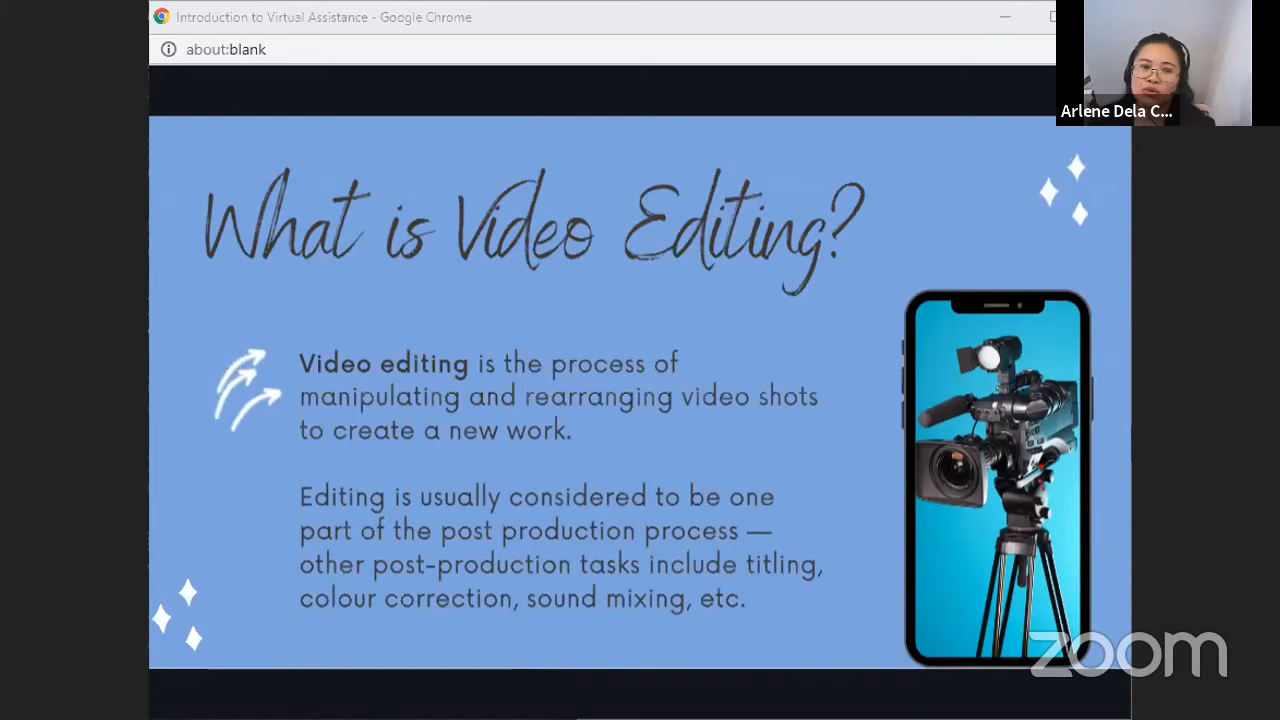 Introduction to Virtual Assistance - Google Chrome
about:blank
Arlene Dela C...
What is Video Editing?
Video editing is the process of
manipulating and rearranging video shots
to create a new work.
Editing is usually considered to be one
part of the post production process —
other post-production tasks include titling,
colour correction, sound mixing, etc.
zoom